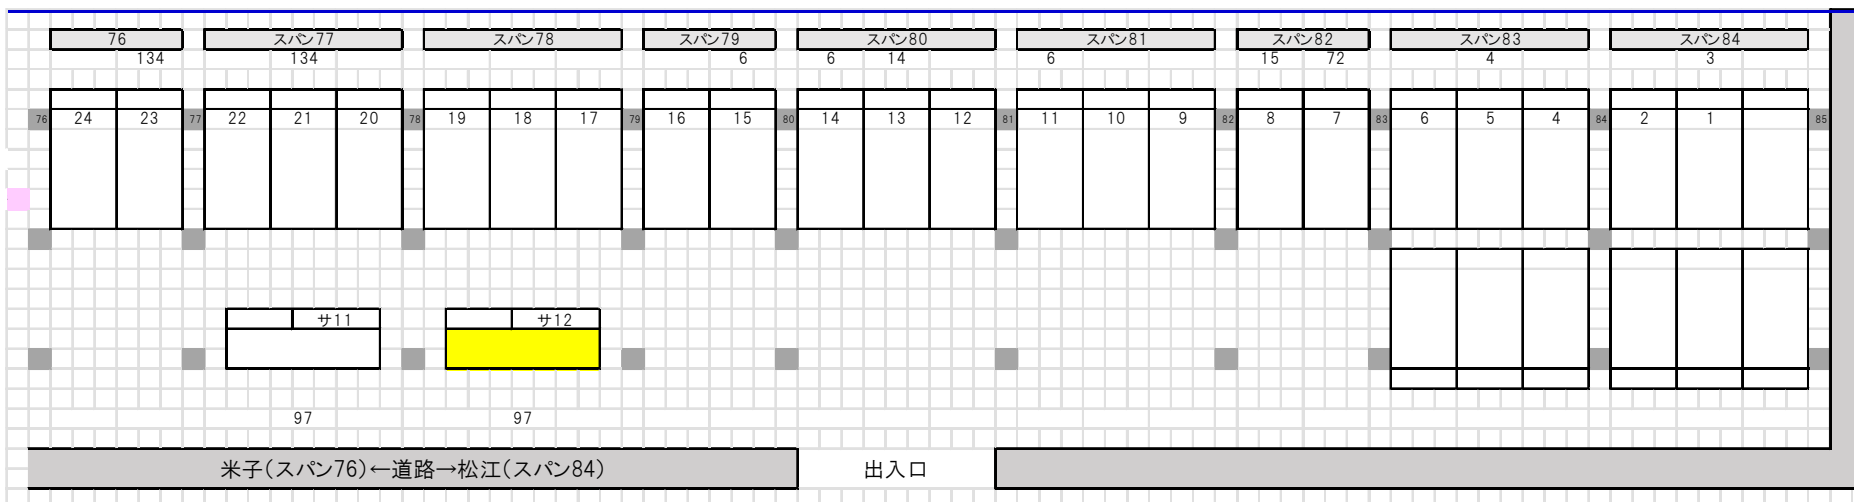 76 スパン77 スパン78 スパン79 スパン80 スパン81 スパン82 スパン83 スパン84
134 134 6 6 14 6 15 72 4 3
76 24 23 77 22 21 20 78 19 18 17 79 16 15 80 14 13 12 81 11 10 9 82 8 7 83 6 5 4 84 2 1 85
サ11 サ12
97 97
米子(スパン76)←道路→松江(スパン84) 出入口